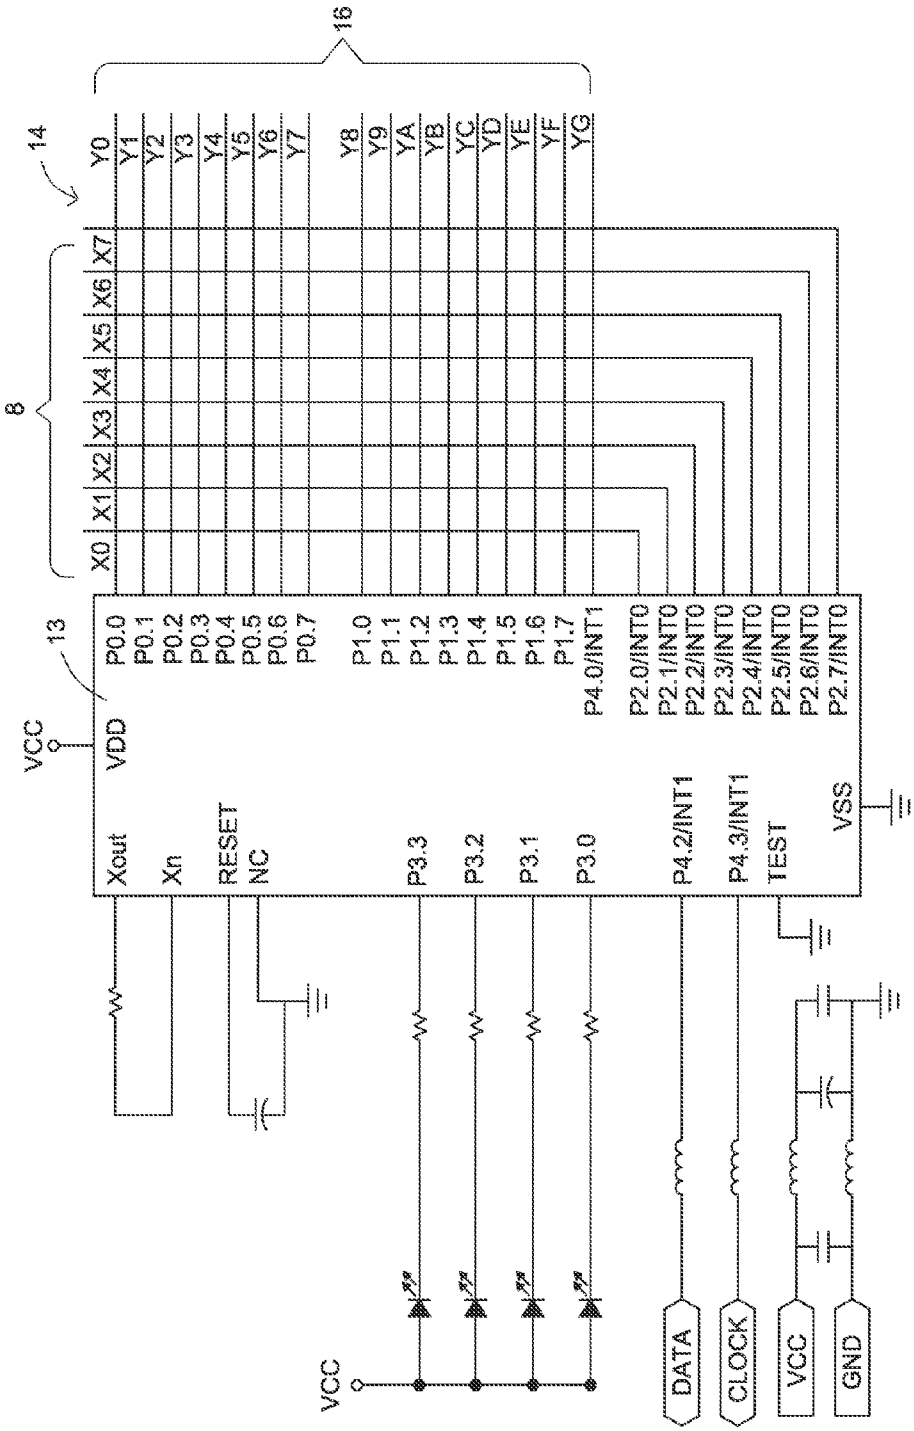 16
14
Y0
Y1
Y2
Y3
Y4
Y5
Y6
Y7
Y8
Y9
YA
YB
YC
YD
YE
YF
YG
8
X7
X6
X5
X4
X3
X2
X1
X0
13
VCC
VDD
P0.0
P0.1
P0.2
P0.3
P0.4
P0.5
P0.6
P0.7
P1.0
P1.1
P1.2
P1.3
P1.4
P1.5
P1.6
P1.7
P4.0/INT1
P2.0/INT0
P2.1/INT0
P2.2/INT0
P2.3/INT0
P2.4/INT0
P2.5/INT0
P2.6/INT0
P2.7/INT0
Xout
Xn
RESET
NC
P3.3
P3.2
P3.1
P3.0
P4.2/INT1
P4.3/INT1
TEST
VSS
VCC
DATA
CLOCK
VCC
GND